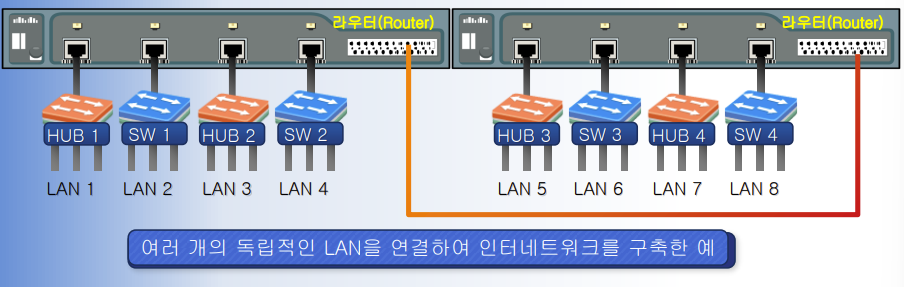 라우터(Router) 라우터(Router)
HUB 1 SW 1 HUB 2 SW 2 HUB 3 SW 3 HUB 4 SW 4
LAN 1 LAN 2 LAN 3 LAN 4 LAN 5 LAN 6 LAN 7 LAN 8
여러 개의 독립적인 LAN을 연결하여 인터네트워크를 구축한 예